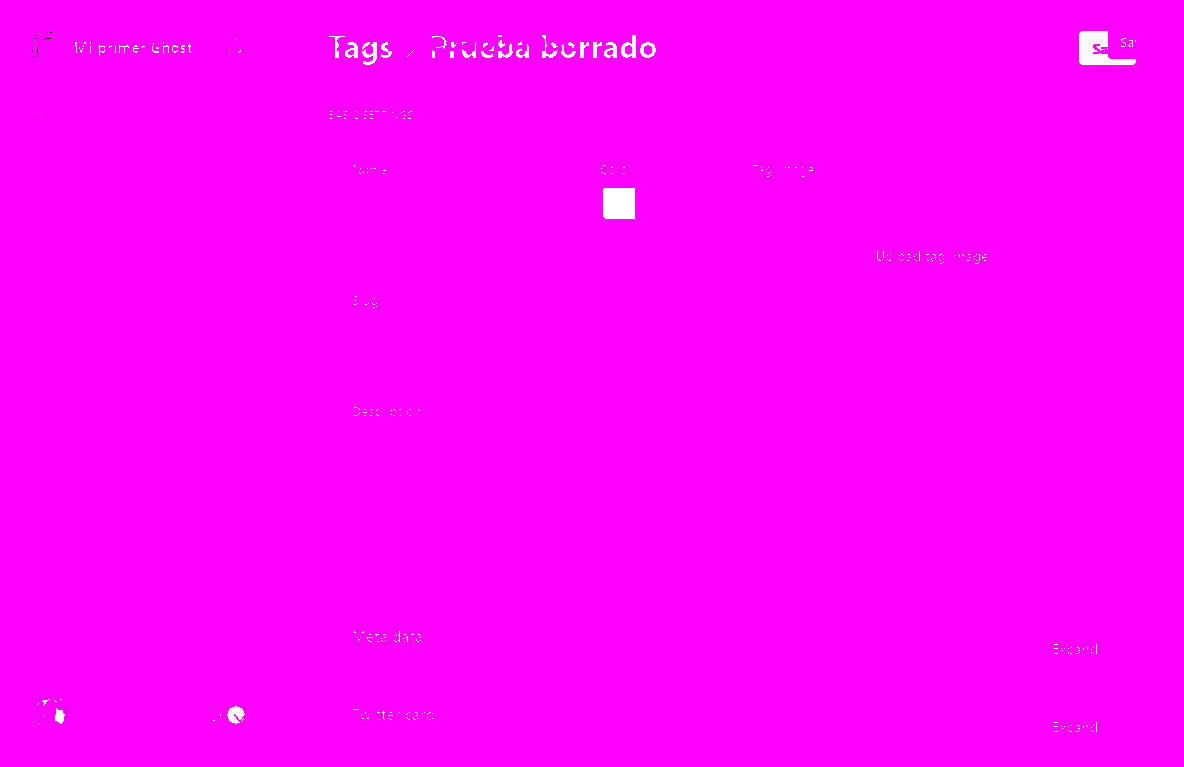 Mi primer Ghost
Tags Prueba borrado
Sa
Sa
BASIC SETTINGS
Name
Color
Tag image
Upload tag image
Slug
Description
Meta data
Expand
Twitter card
Expand